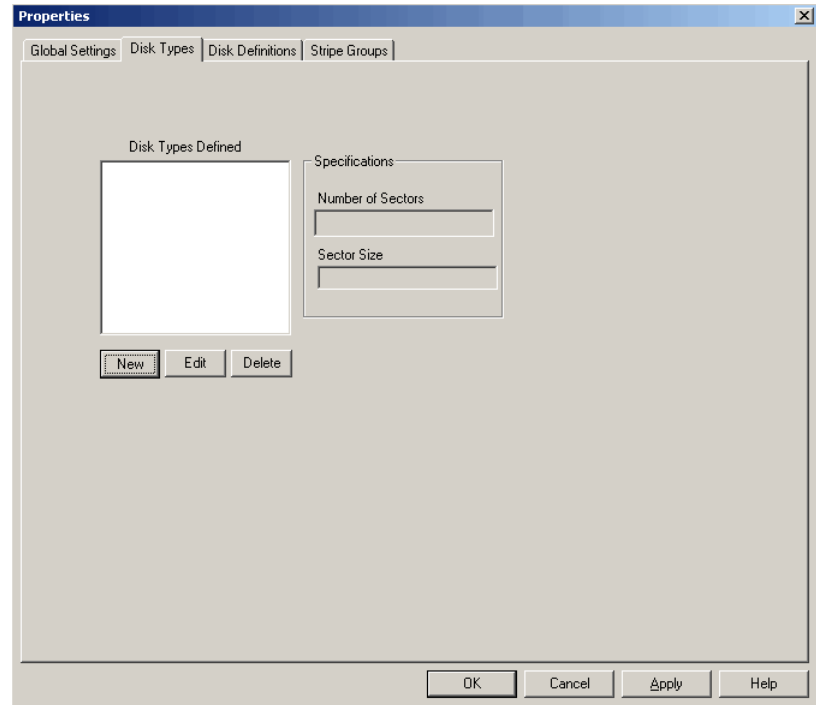 Properties
Global Settings Disk Types Disk Definitions Stripe Groups
Disk Types Defined
Specifications
Number of Sectors
Sector Size
New Edit Delete
OK Cancel Apply Help